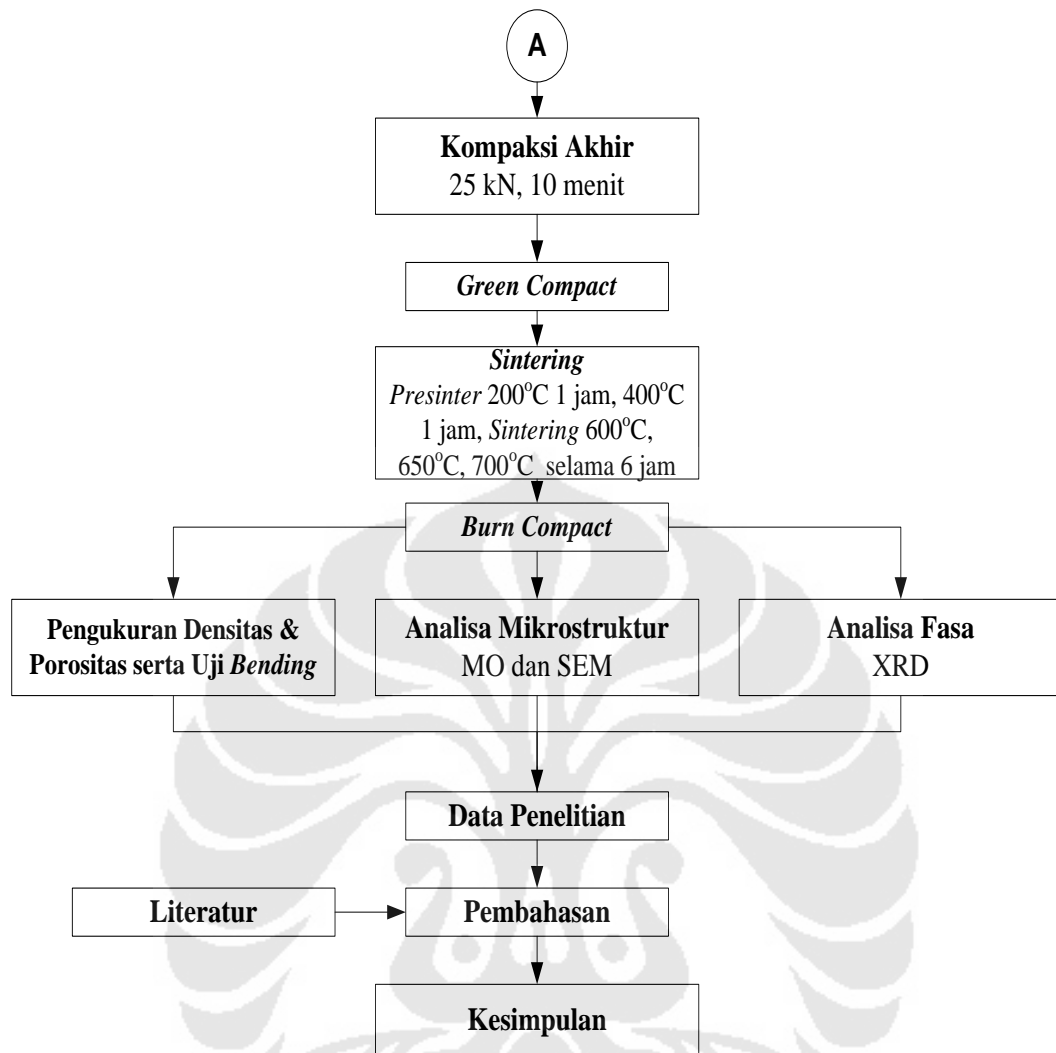 A
Kompaksi Akhir
25 kN, 10 menit
Green Compact
Sintering
Presinter 200°C 1 jam, 400°C
1 jam, Sintering 600°C,
650°C, 700°C selama 6 jam
Burn Compact
Pengukuran Densitas &
Porositas serta Uji Bending
Analisa Mikrostruktur
MO dan SEM
Analisa Fasa
XRD
Data Penelitian
Literatur
Pembahasan
Kesimpulan